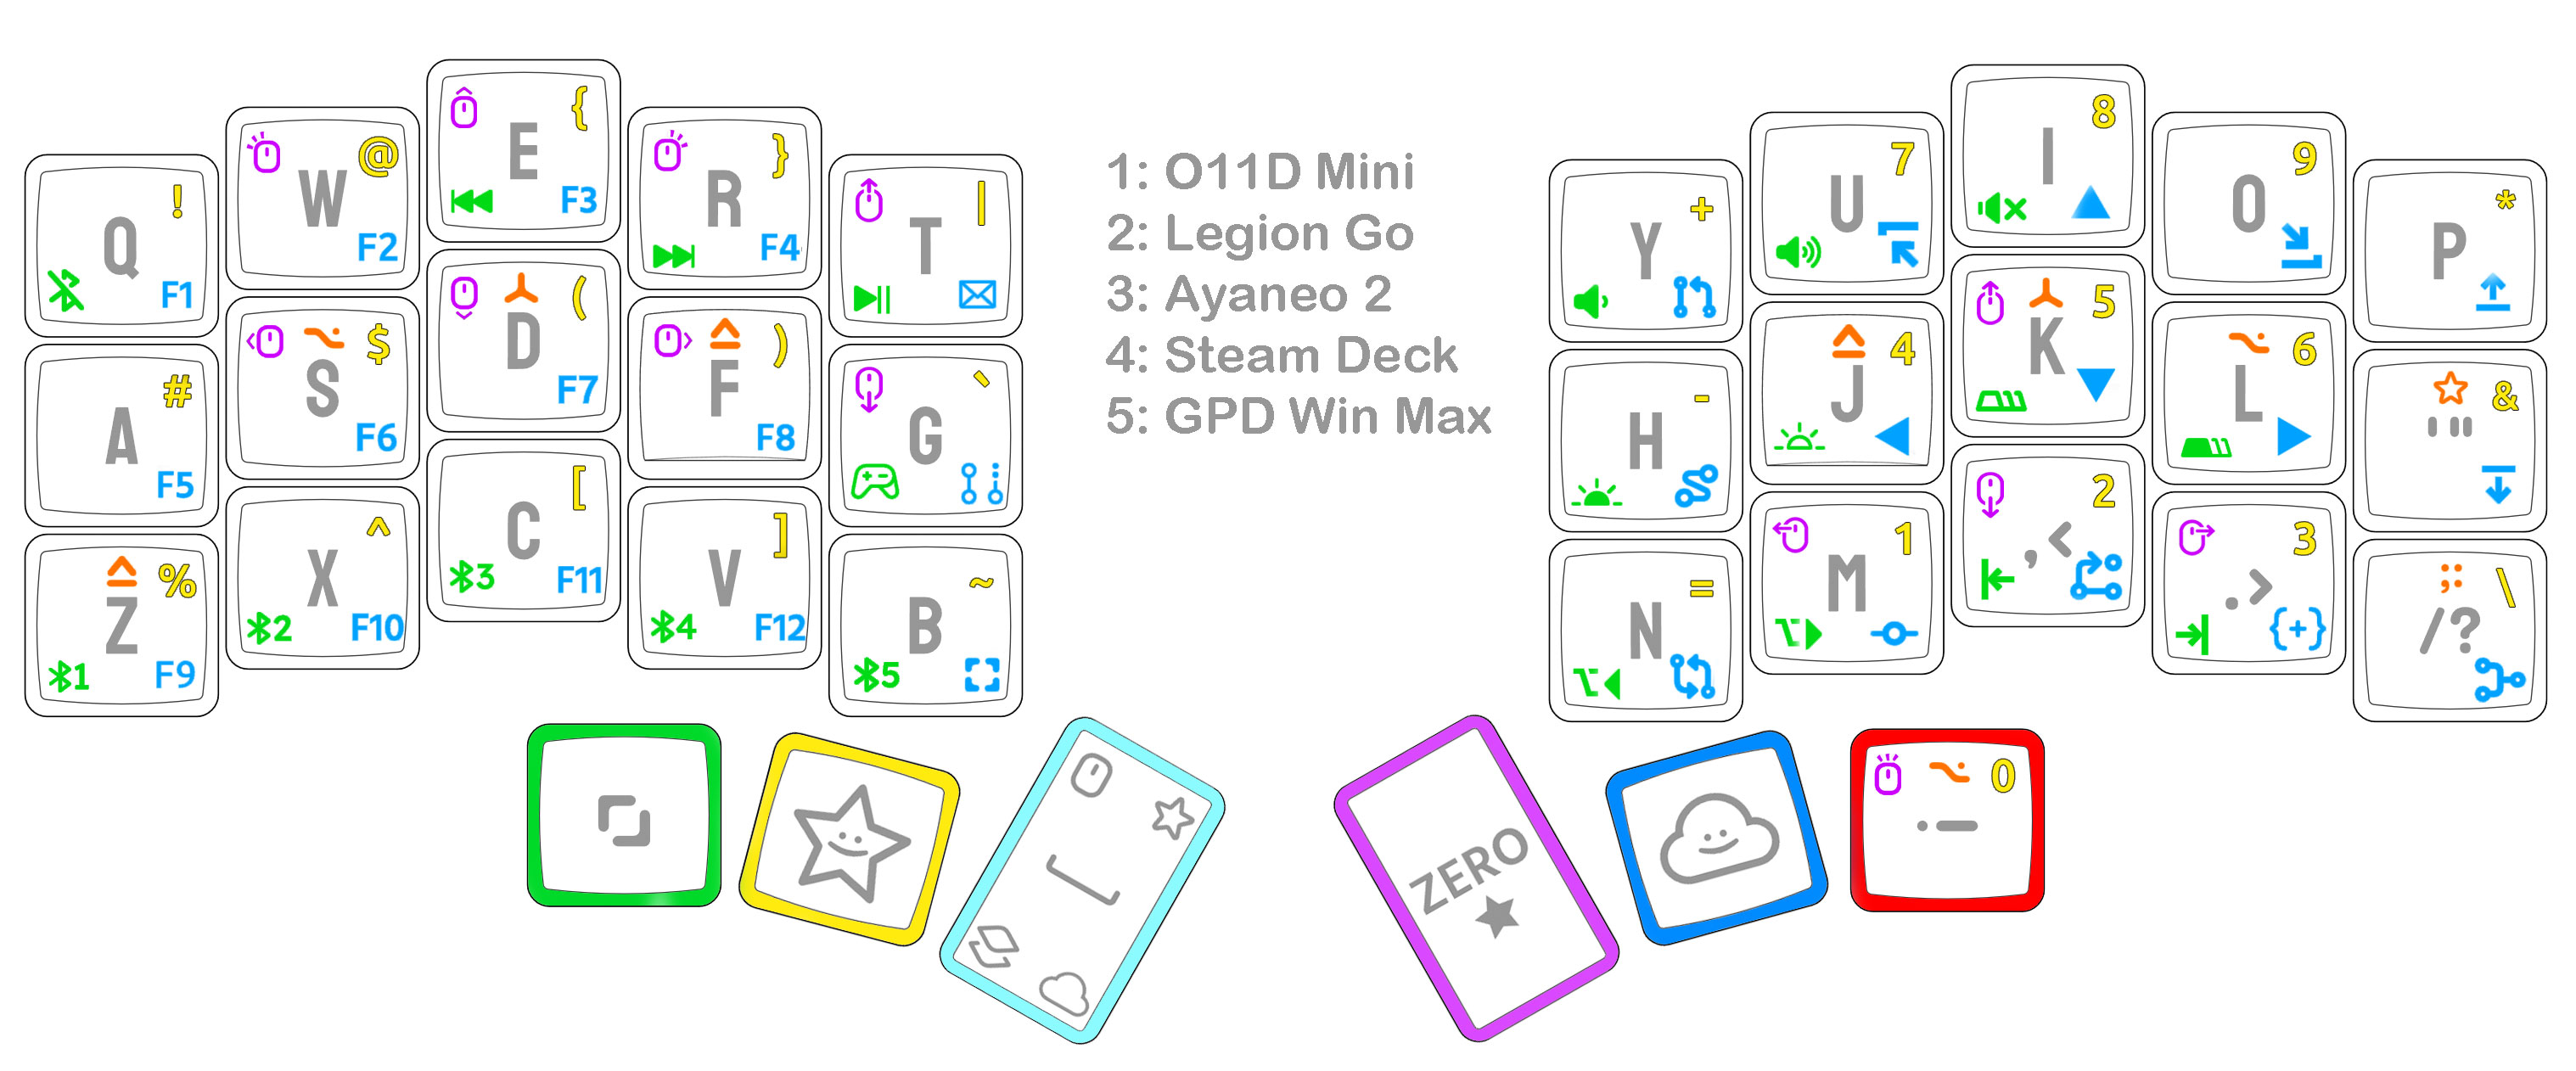 ! Q F1
@ W F2
{ E F3
} R F4
| T
1: O11D Mini
2: Legion Go
3: Ayaneo 2
4: Steam Deck
5: GPD Win Max
+ Y
7 U
8 I
9 O
* P
# A F5
$ S F6
( D F7
) F F8
` G
- H
4 J
5 K
6 L
& ' "
% Z 1 F9
^ X 2 F10
[ C 3 F11
] V 4 F12
~ B 5
= N
1 M
2 , <
3 . > {+}
; : \ / ?
ZERO
0